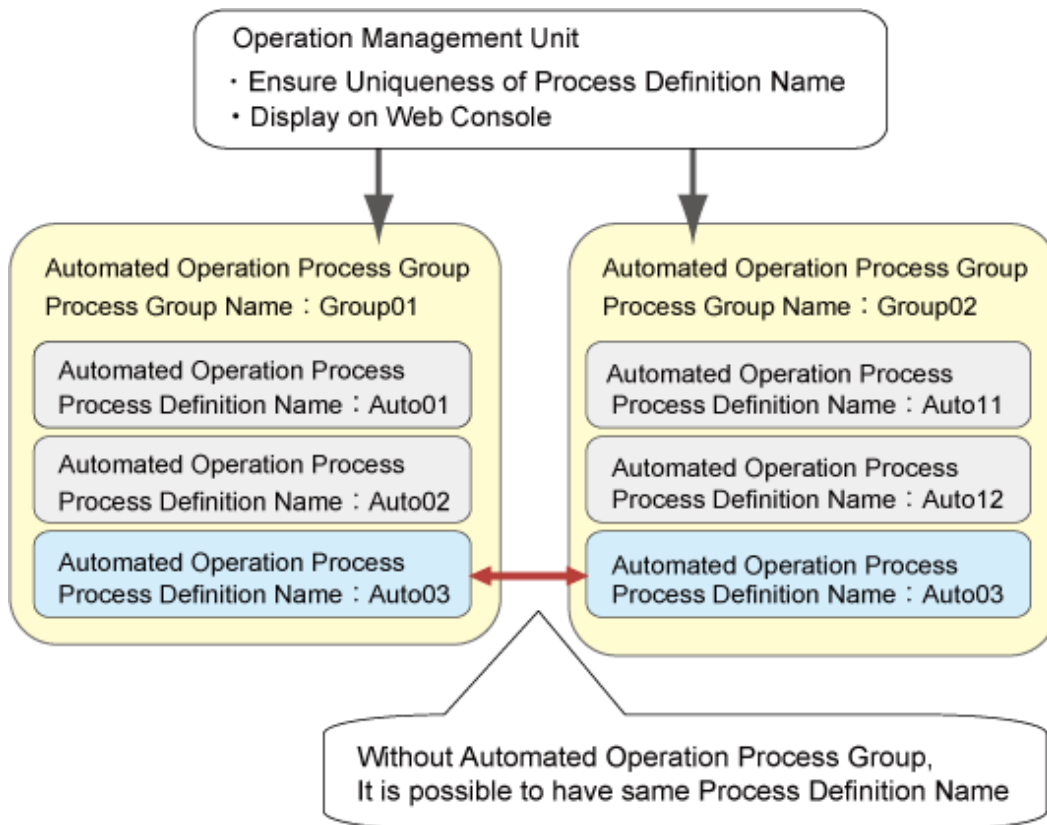 Operation Management Unit
・Ensure Uniqueness of Process Definition Name
・Display on Web Console
Automated Operation Process Group
Process Group Name：Group01
Automated Operation Process
Process Definition Name：Auto01
Automated Operation Process
Process Definition Name：Auto02
Automated Operation Process
Process Definition Name：Auto03
Automated Operation Process Group
Process Group Name：Group02
Automated Operation Process
Process Definition Name：Auto11
Automated Operation Process
Process Definition Name：Auto12
Automated Operation Process
Process Definition Name：Auto03
Without Automated Operation Process Group,
It is possible to have same Process Definition Name